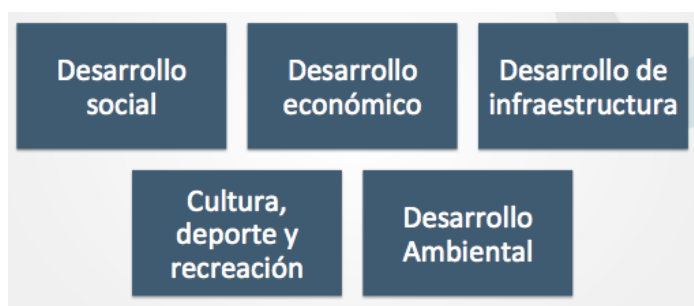 Desarrollo
social
Desarrollo
económico
Desarrollo de
infraestructura
Cultura,
deporte y
recreación
Desarrollo
Ambiental